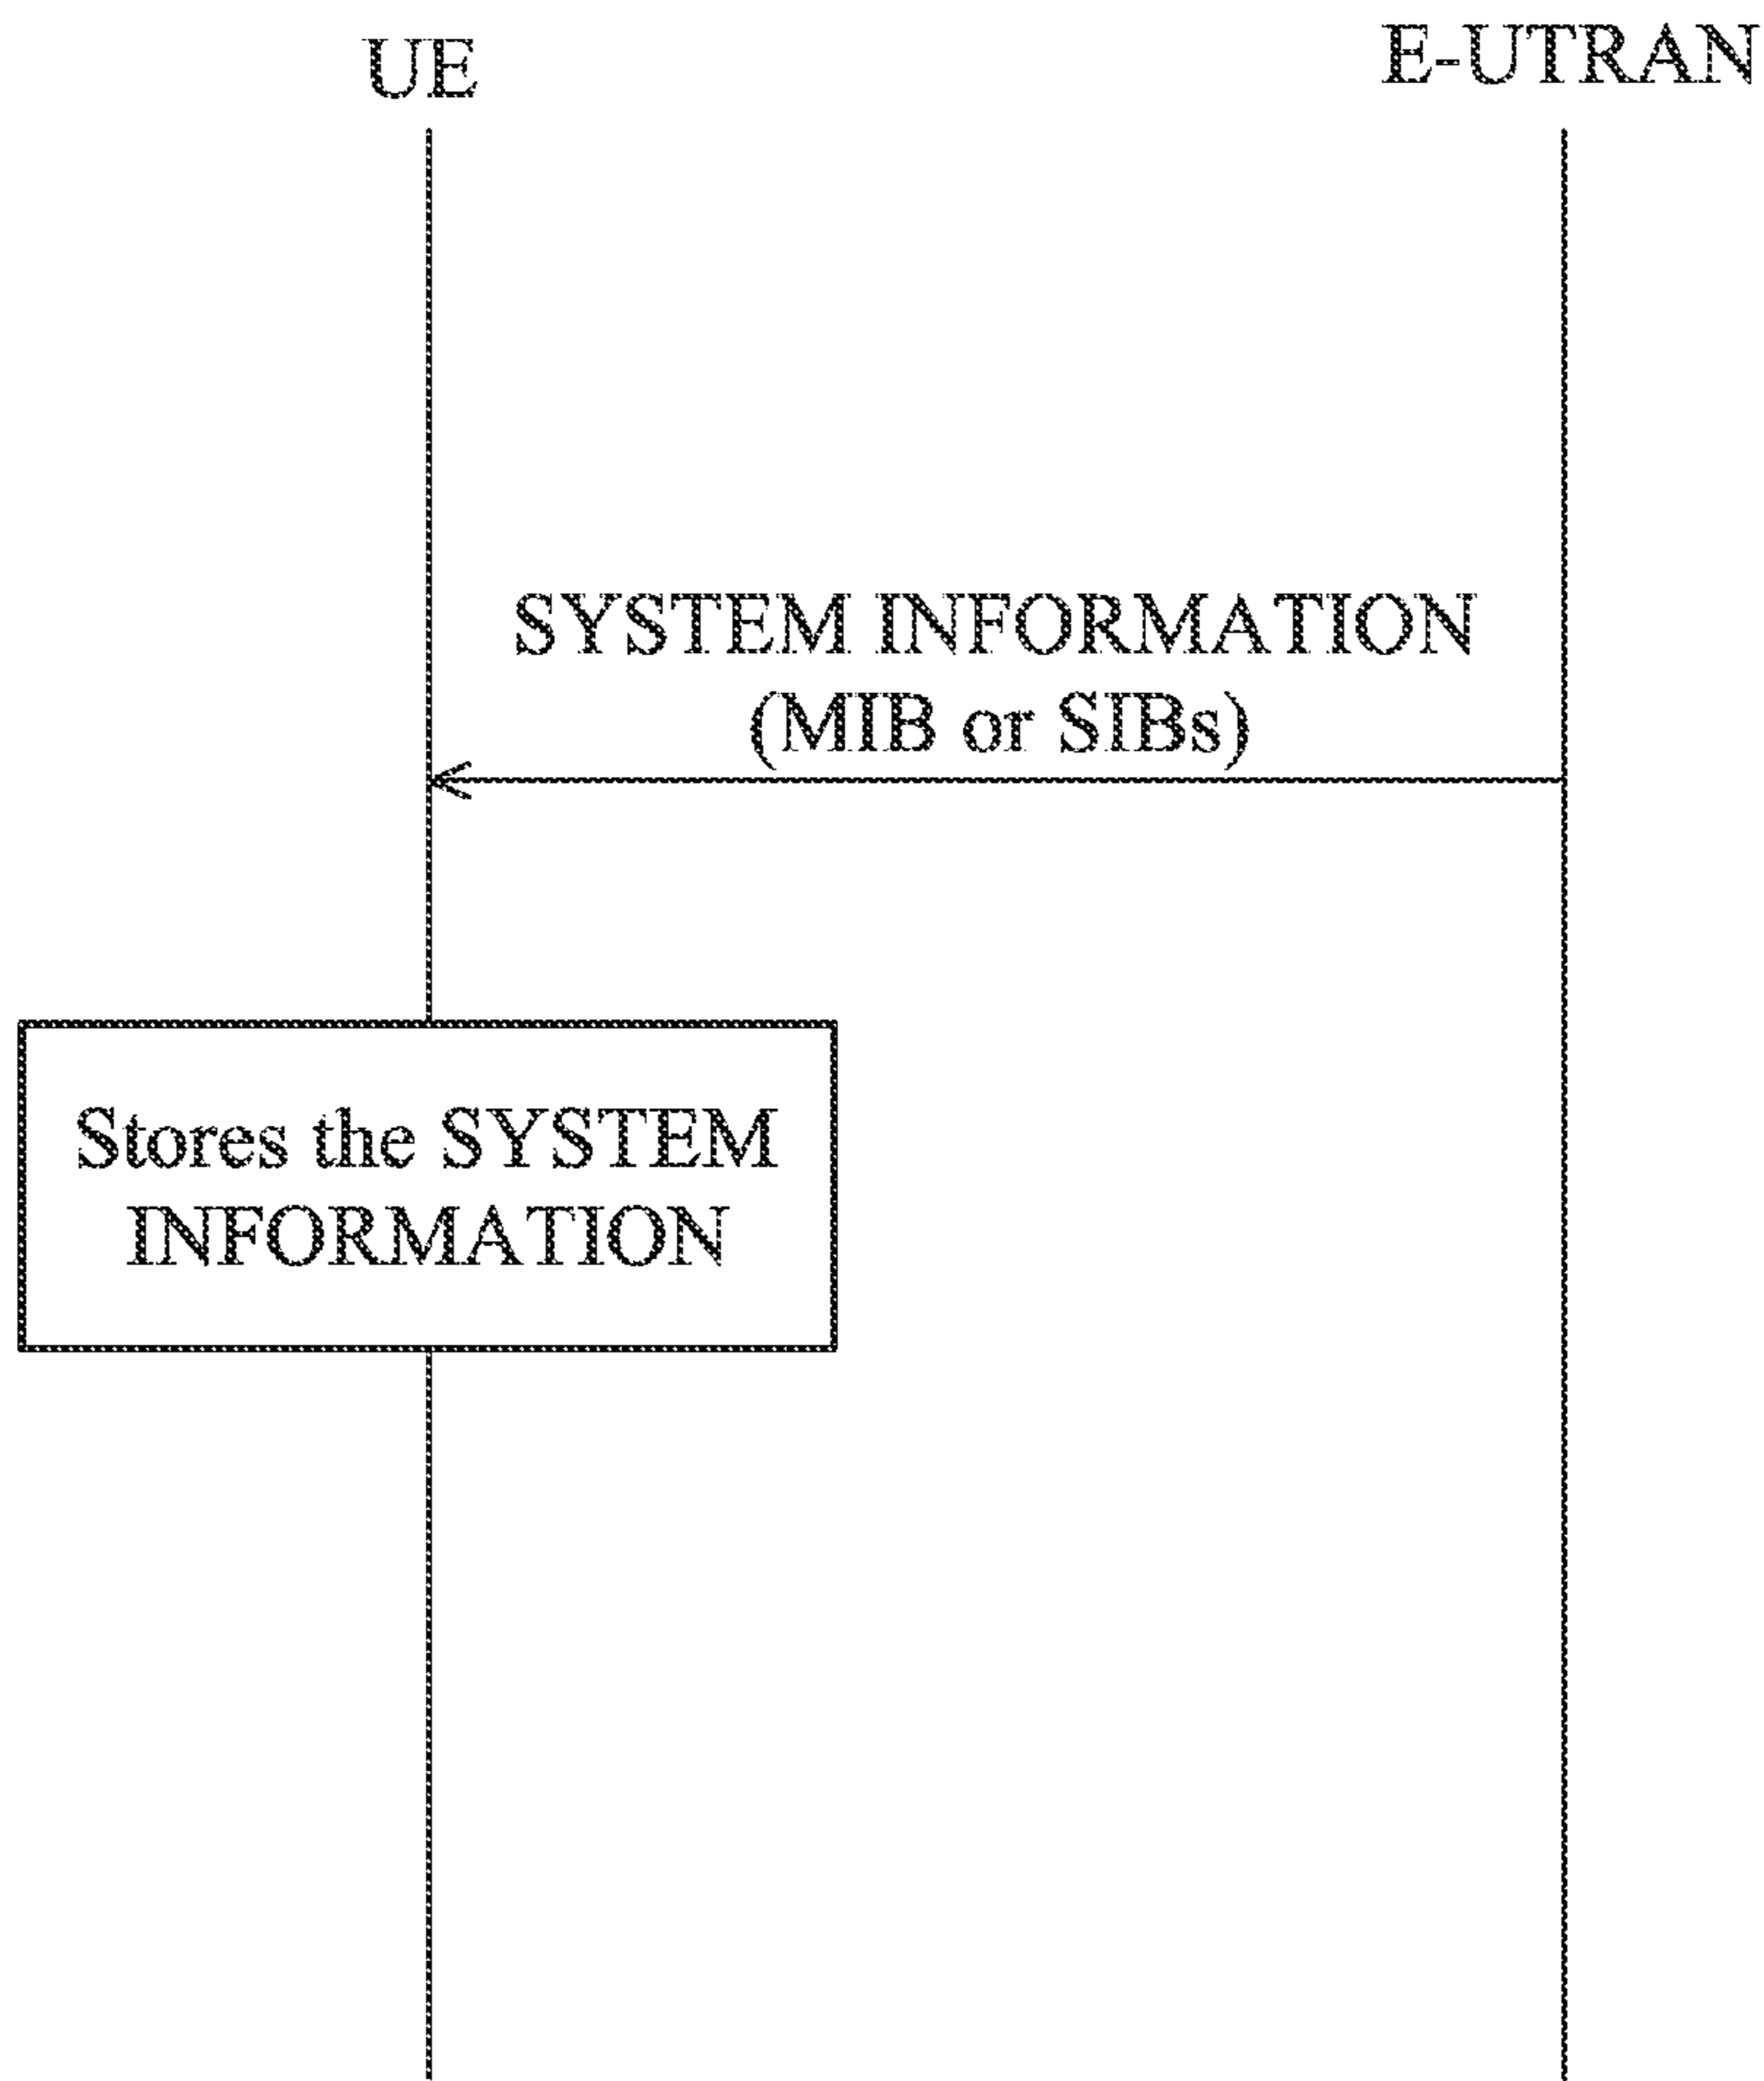 UE
E-UTRAN
SYSTEM INFORMATION
(MIB or SIBs)
Stores the SYSTEM
INFORMATION